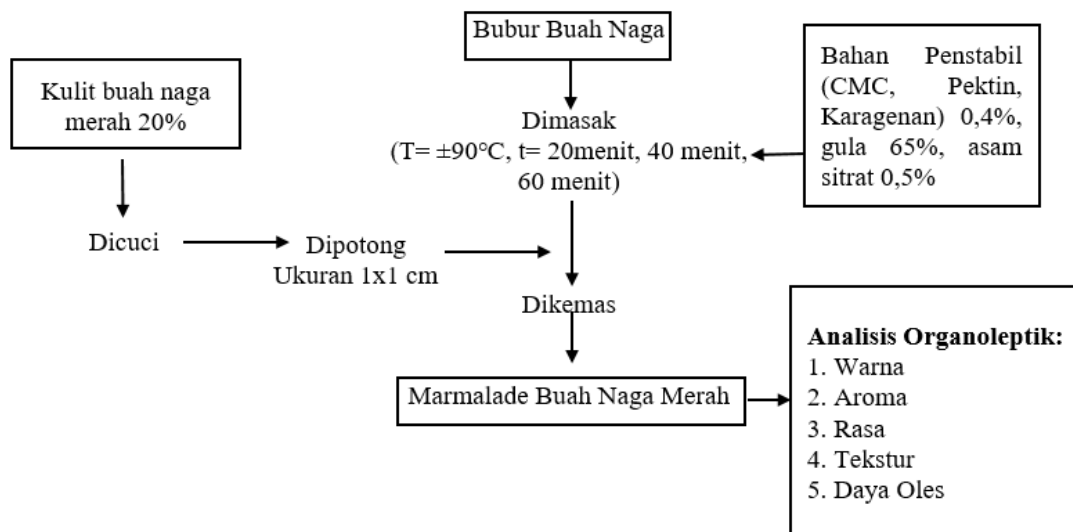 Bubur Buah Naga
Kulit buah naga
merah 20%
Bahan Penstabil
(CMC, Pektin,
Karagenan) 0,4%,
gula 65%, asam
sitrat 0,5%
Dimasak
(T= ±90°C, t= 20menit, 40 menit,
60 menit)
Dicuci
Dipotong
Ukuran 1x1 cm
Dikemas
Marmalade Buah Naga Merah
Analisis Organoleptik:
1. Warna
2. Aroma
3. Rasa
4. Tekstur
5. Daya Oles